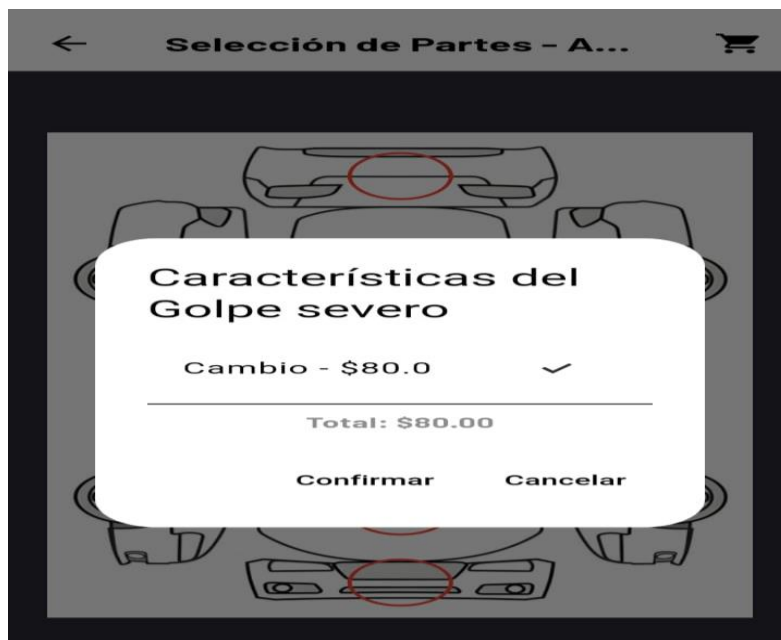 Selección de Partes - A...
Características del
Golpe severo
Cambio - $80.0
Total: $80.00
Confirmar Cancelar